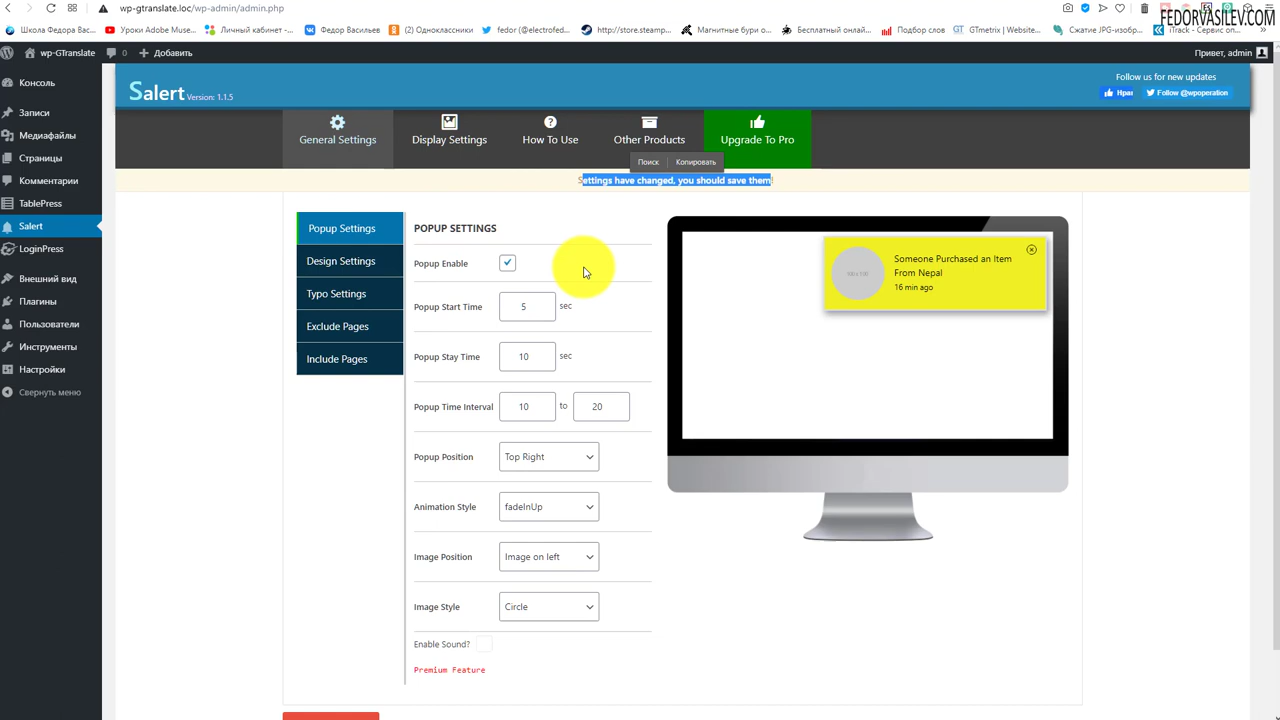 wp-gtranslate.loc/wp-admin/admin.php
FEDORVASILEV.COM
Школа Федора Вас...
Уроки Adobe Muse...
Личный кабинет -...
Федор Васильев
(2) Одноклассники
fedor (@electrofed...
http://store.steamp...
Магнитные бури о...
Бесплатный онлай...
Подбор слов
GTmetrix | Website...
Сжатие JPG-изобр...
iTrack - Сервис оп...
wp-GTranslate
0
Добавить
Привет, admin
Консоль
Записи
Медиафайлы
Страницы
Комментарии
TablePress
Salert
LoginPress
Внешний вид
Плагины
Пользователи
Инструменты
Настройки
Свернуть меню
Salert Version: 1.1.5
Follow us for new updates
Нрав
Follow @wpoperation
General Settings
Display Settings
How To Use
Other Products
Upgrade To Pro
Поиск
Копировать
Settings have changed, you should save them!
Popup Settings
Design Settings
Typo Settings
Exclude Pages
Include Pages
POPUP SETTINGS
Popup Enable
Popup Start Time 5 sec
Popup Stay Time 10 sec
Popup Time Interval 10 to 20
Popup Position Top Right
Animation Style fadeInUp
Image Position Image on left
Image Style Circle
Enable Sound?
Premium Feature
Someone Purchased an Item
From Nepal
16 min ago